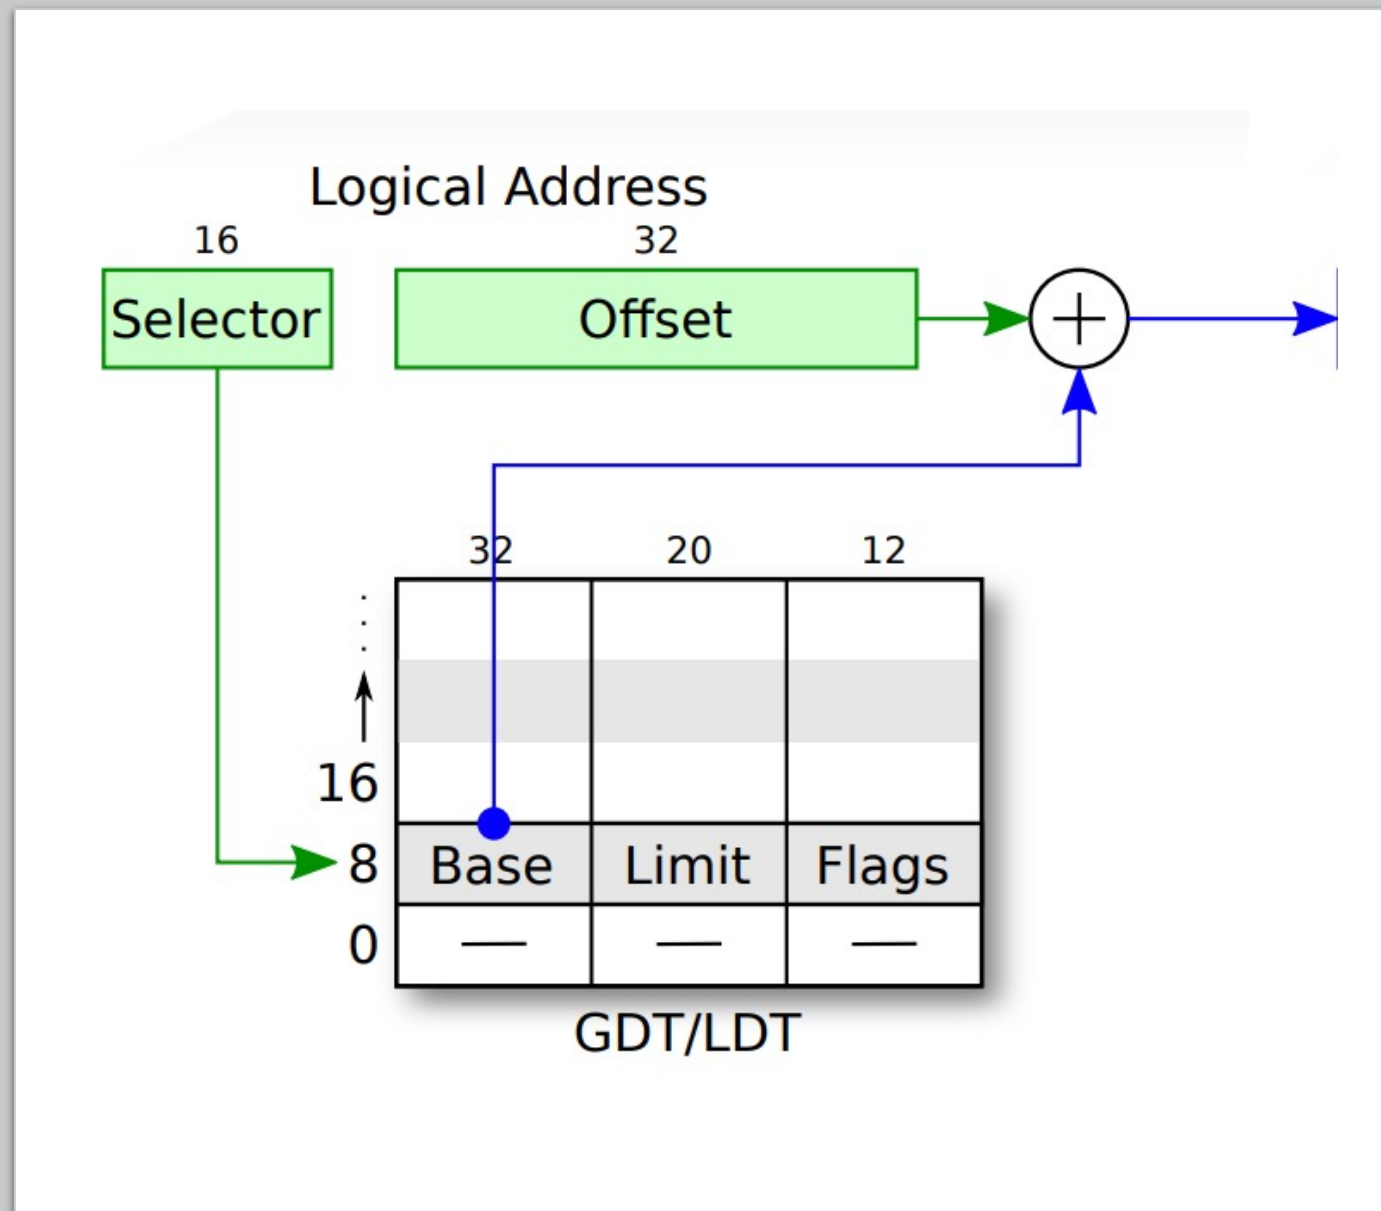 Logical Address
16 32
Selector Offset
32 20 12
16
8 Base Limit Flags
0
GDT/LDT